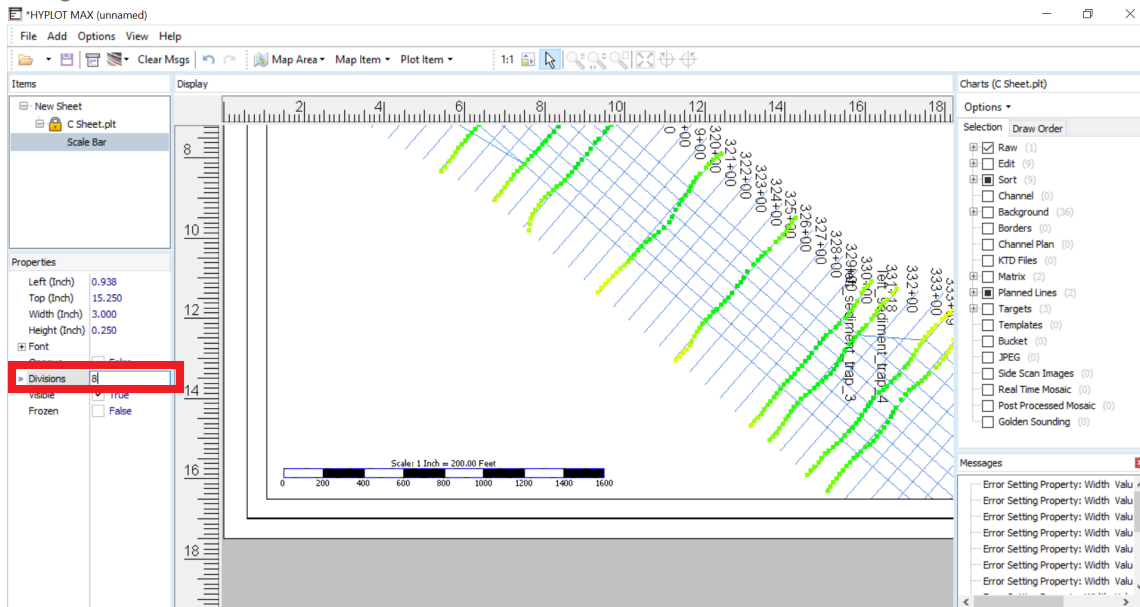 *HYPLOT MAX (unnamed)
File Add Options View Help
Clear Msgs Map Area Map Item Plot Item 1:1
Items
New Sheet
C Sheet.plt
Scale Bar
Properties
Left (Inch) 0.938
Top (Inch) 15.250
Width (Inch) 3.000
Height (Inch) 0.250
Font
Divisions 8
Visible True
Frozen False
Display
2 4 6 8 10 12 14 16 18
8
10
12
14
16
18
320+00
321+00
322+00
323+00
324+00
325+00
326+00
327+00
328+00
330+00
332+00
333+00
left_sediment_trap_3
left_sediment_trap_4
Scale: 1 Inch = 200.00 Feet
0 200 400 600 800 1000 1200 1400 1600
Charts (C Sheet.plt)
Options
Selection Draw Order
Raw (1)
Edit (9)
Sort (9)
Channel (0)
Background (36)
Borders (0)
Channel Plan (0)
KTD Files (0)
Matrix (2)
Planned Lines (2)
Targets (3)
Templates (0)
Bucket (0)
JPEG (0)
Side Scan Images (0)
Real Time Mosaic (0)
Post Processed Mosaic (0)
Golden Sounding (0)
Messages
Error Setting Property: Width Valu
Error Setting Property: Width Valu
Error Setting Property: Width Valu
Error Setting Property: Width Valu
Error Setting Property: Width Valu
Error Setting Property: Width Valu
Error Setting Property: Width Valu